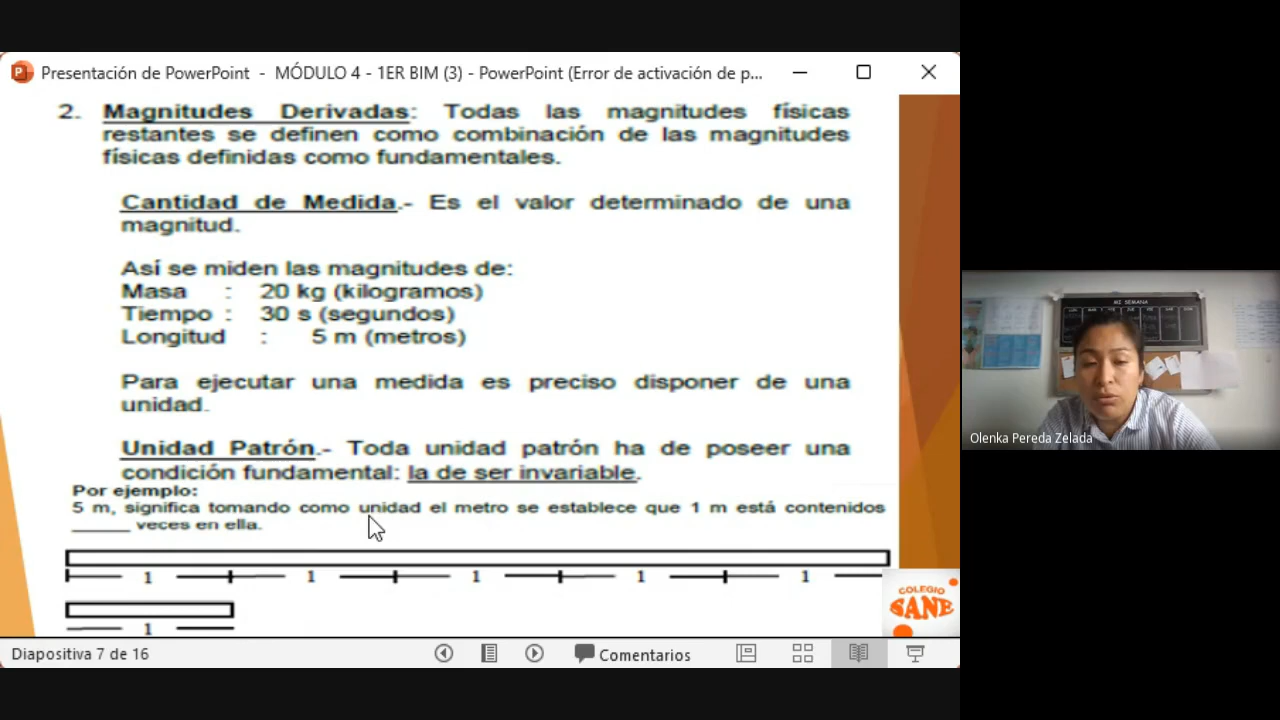 Presentación de PowerPoint - MÓDULO 4 - 1ER BIM (3) - PowerPoint (Error de activación de p...
2. Magnitudes Derivadas: Todas las magnitudes físicas
restantes se definen como combinación de las magnitudes
físicas definidas como fundamentales.
Cantidad de Medida.- Es el valor determinado de una
magnitud.
Así se miden las magnitudes de:
Masa : 20 kg (kilogramos)
Tiempo : 30 s (segundos)
Longitud : 5 m (metros)
Para ejecutar una medida es preciso disponer de una
unidad.
Unidad Patrón.- Toda unidad patrón ha de poseer una
condición fundamental: la de ser invariable.
Por ejemplo:
5 m, significa tomando como unidad el metro se establece que 1 m está contenidos
______ veces en ella.
1 1 1 1 1
1
COLEGIO
SANE
Diapositiva 7 de 16
Comentarios
MI SEMANA
Olenka Pereda Zelada